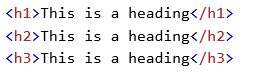 <h1>This is a heading</h1>
<h2>This is a heading</h2>
<h3>This is a heading</h3>